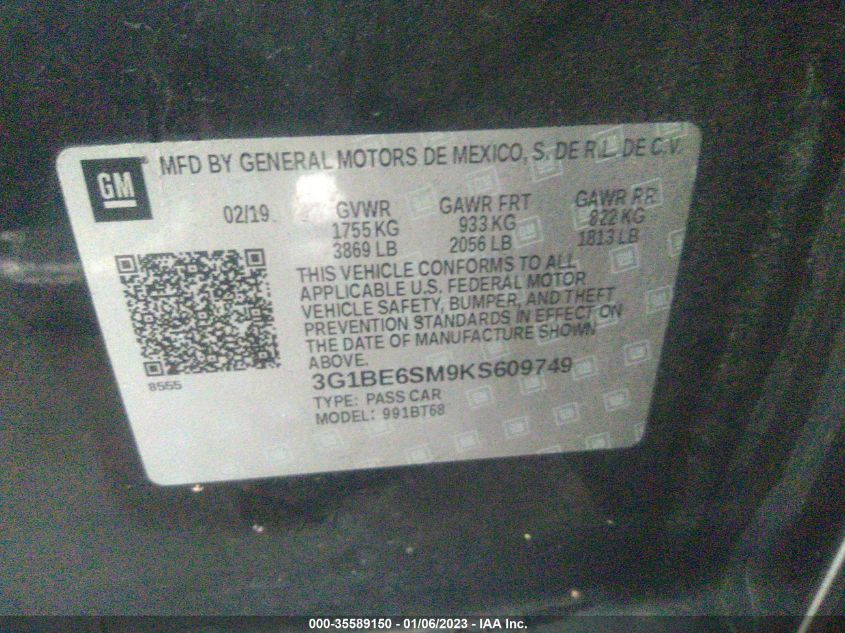 GM
MFD BY GENERAL MOTORS DE MEXICO, S. DE R.L. DE C.V.
02/19 GVWR GAWR FRT GAWR RR
1755 KG 933 KG 822 KG
3869 LB 2056 LB 1813 LB
THIS VEHICLE CONFORMS TO ALL
APPLICABLE U.S. FEDERAL MOTOR
VEHICLE SAFETY, BUMPER, AND THEFT
PREVENTION STANDARDS IN EFFECT ON
THE DATE OF MANUFACTURE SHOWN
ABOVE.
8555
3G1BE6SM9KS609749
TYPE: PASS CAR
MODEL: 991BT68
000-35589150 - 01/06/2023 - IAA Inc.